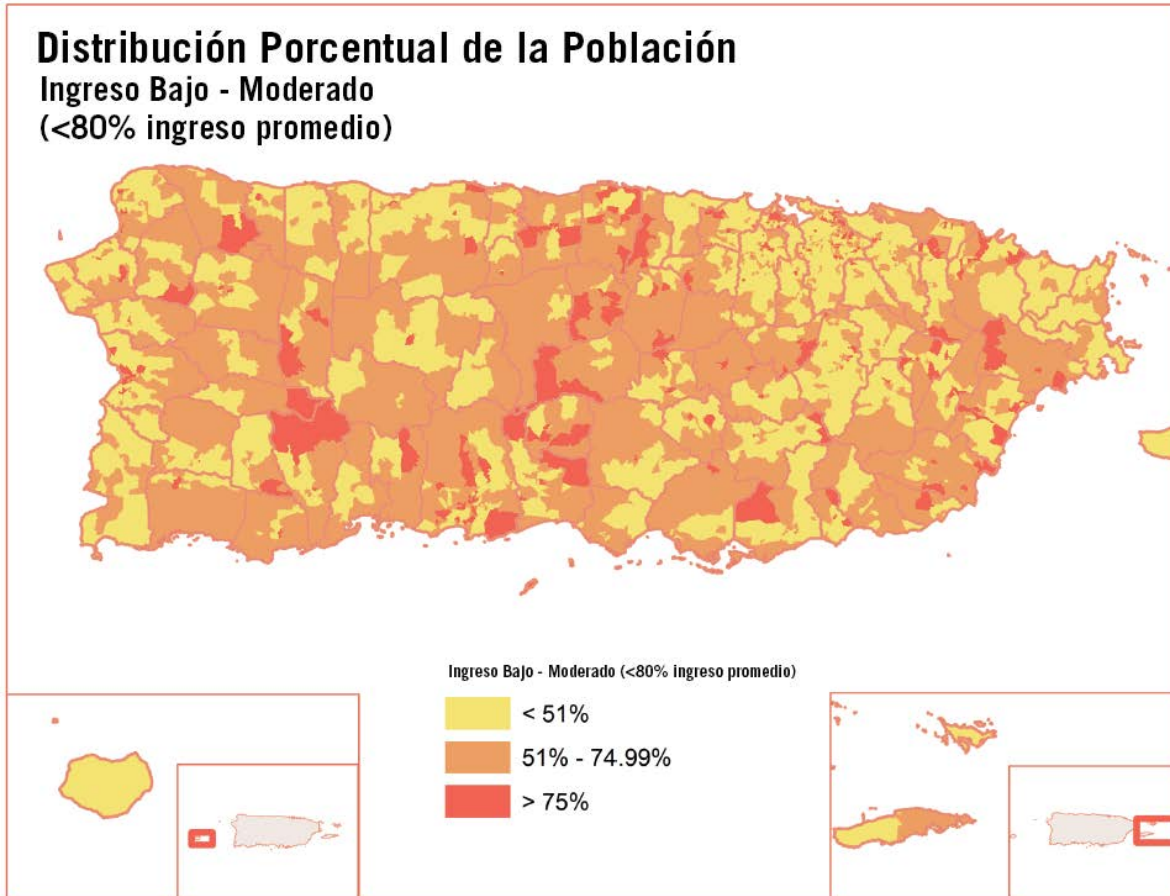 Distribución Porcentual de la Población
Ingreso Bajo - Moderado
(<80% ingreso promedio)
Ingreso Bajo - Moderado (<80% ingreso promedio)
< 51%
51% - 74.99%
> 75%